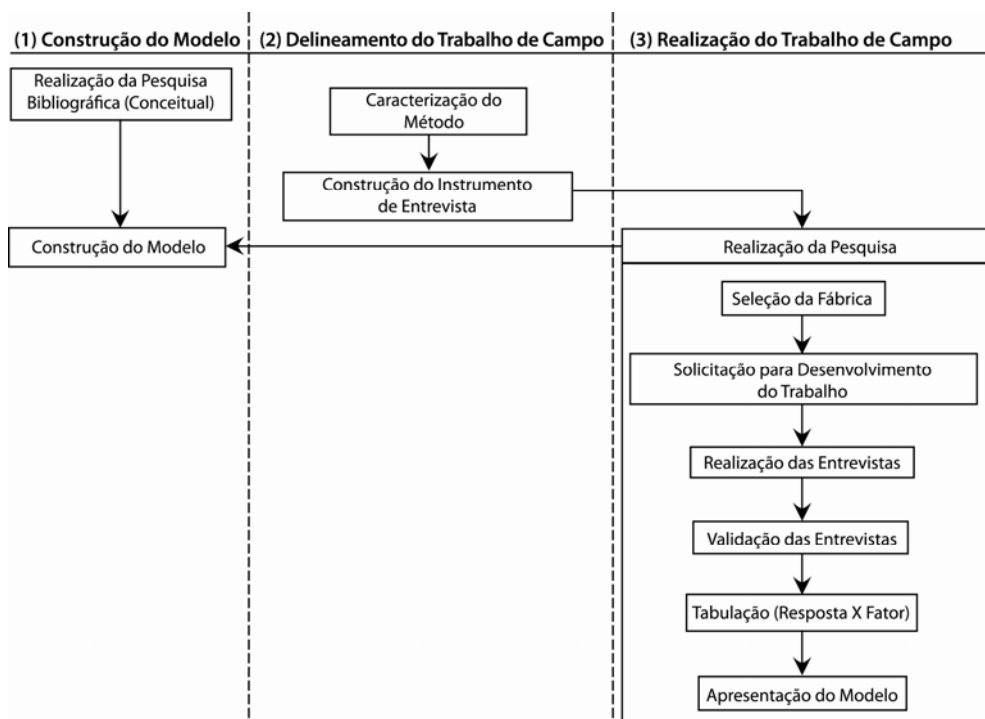 (1) Construção do Modelo
(2) Delineamento do Trabalho de Campo
(3) Realização do Trabalho de Campo
Realização da Pesquisa
Bibliográfica (Conceitual)
Construção do Modelo
Caracterização do
Método
Construção do Instrumento
de Entrevista
Realização da Pesquisa
Seleção da Fábrica
Solicitação para Desenvolvimento
do Trabalho
Realização das Entrevistas
Validação das Entrevistas
Tabulação (Resposta X Fator)
Apresentação do Modelo